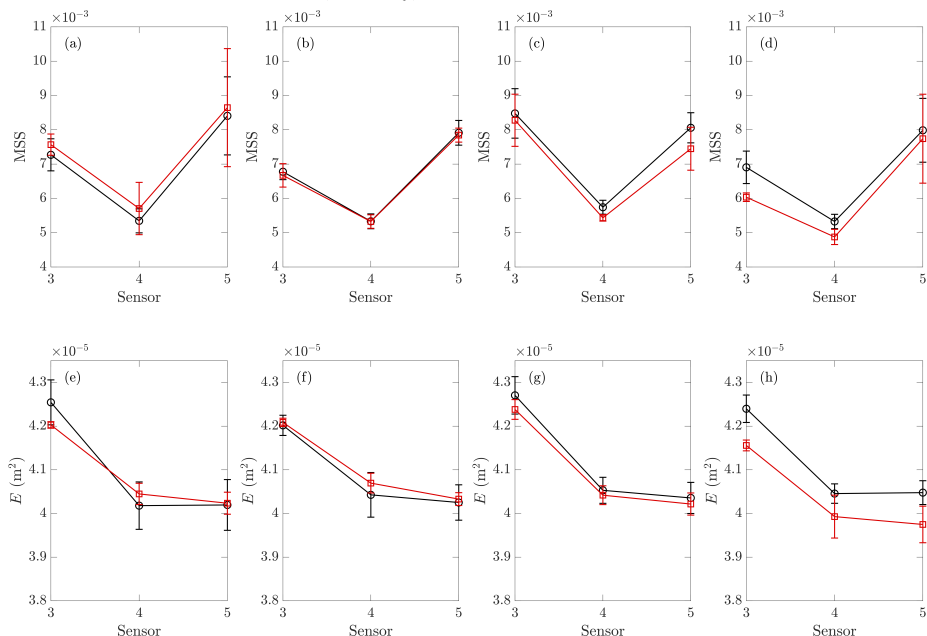 ×10⁻³ ×10⁻³ ×10⁻³ ×10⁻³
11 11 11 11
(a) (b) (c) (d)
10 10 10 10
9 9 9 9
8 8 8 8
MSS MSS MSS MSS
7 7 7 7
6 6 6 6
5 5 5 5
4 4 4 4
3 4 5 3 4 5 3 4 5 3 4 5
Sensor Sensor Sensor Sensor
×10⁻⁵ ×10⁻⁵ ×10⁻⁵ ×10⁻⁵
(e) (f) (g) (h)
4.3 4.3 4.3 4.3
4.2 4.2 4.2 4.2
4.1 4.1 4.1 4.1
E (m²) E (m²) E (m²) E (m²)
4 4 4 4
3.9 3.9 3.9 3.9
3.8 3.8 3.8 3.8
3 4 5 3 4 5 3 4 5 3 4 5
Sensor Sensor Sensor Sensor